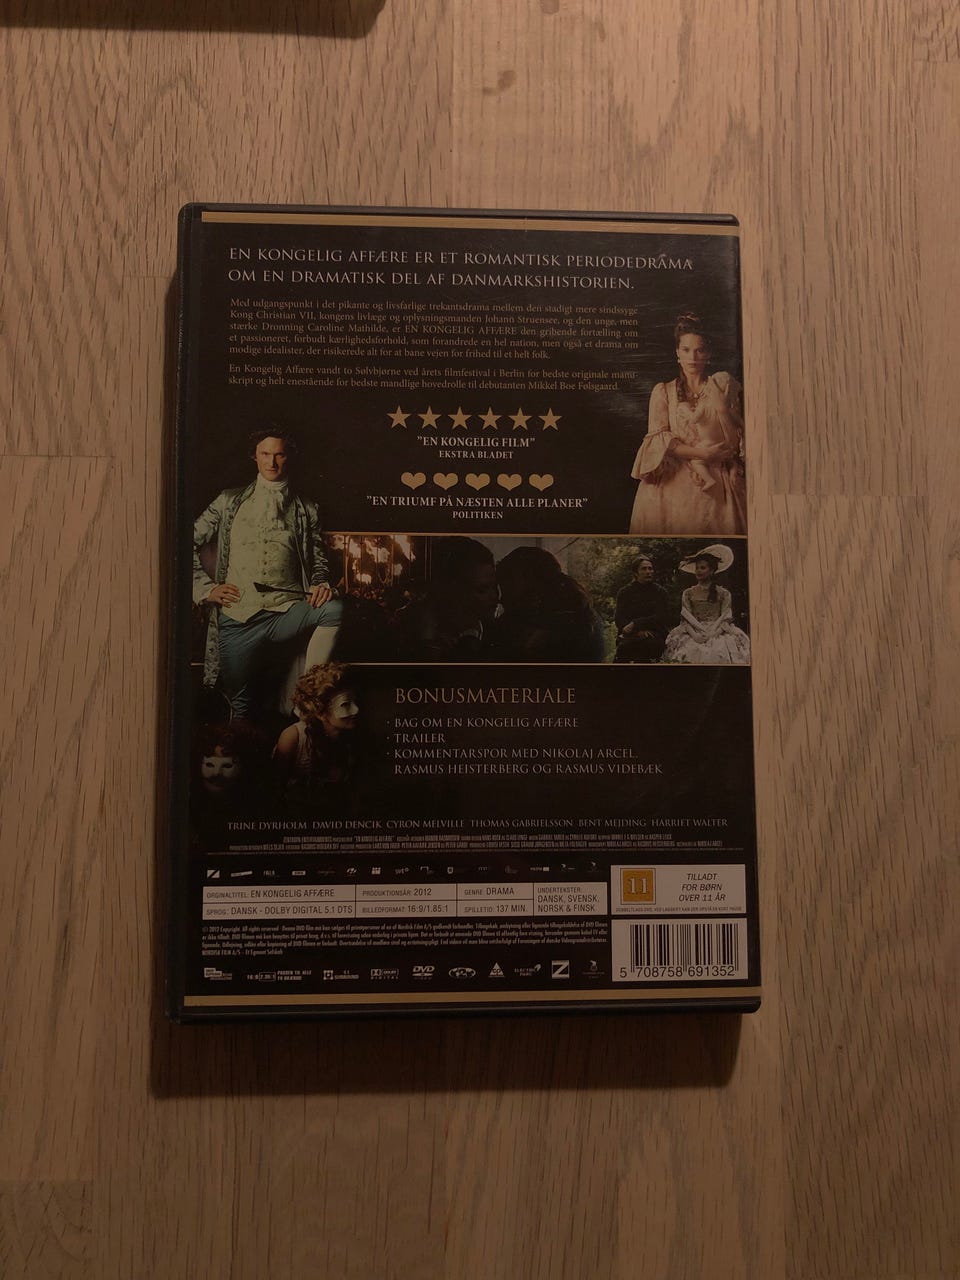 EN KONGELIG AFFÆRE ER ET ROMANTISK PERIODEDRAMA
OM EN DRAMATISK DEL AF DANMARKSHISTORIEN.
Med udgangspunkt i det pikante og livsfarlige trekantsdrama mellem den stadigt mere sindssyge
Kong Christian VII, kongens livlæge og oplysningsmanden Johann Struensee, og den unge, men
stærke Dronning Caroline Mathilde, er EN KONGELIG AFFÆRE den gribende fortælling om
et passioneret, forbudt kærlighedsforhold, som forandrede en hel nation, men også et drama om
modige idealister, der risikerede alt for at bane vejen for frihed til et helt folk.
En Kongelig Affære vandt to Sølvbjørne ved årets filmfestival i Berlin for bedste originale manu-
skript og helt enestående for bedste mandlige hovedrolle til debutanten Mikkel Boe Følsgaard.
"EN KONGELIG FILM"
EKSTRA BLADET
"EN TRIUMF PÅ NÆSTEN ALLE PLANER"
POLITIKEN
BONUSMATERIALE
· BAG OM EN KONGELIG AFFÆRE
· TRAILER
· KOMMENTARSPOR MED NIKOLAJ ARCEL,
RASMUS HEISTERBERG OG RASMUS VIDEBÆK
TRINE DYRHOLM DAVID DENCIK CYRON MELVILLE THOMAS GABRIELSSON BENT MEJDING HARRIET WALTER
ORIGINALTITEL: EN KONGELIG AFFÆRE
PRODUKTIONSÅR: 2012
GENRE: DRAMA
UNDERTEKSTER:
DANSK, SVENSK,
NORSK & FINSK
SPROG: DANSK - DOLBY DIGITAL 5.1 DTS
BILLEDFORMAT: 16:9/1.85:1
SPILLETID: 137 MIN.
11
TILLADT
FOR BØRN
OVER 11 ÅR
NORDISK FILM A/S - Et Egmont Selskab
DVD
5 708758 691352